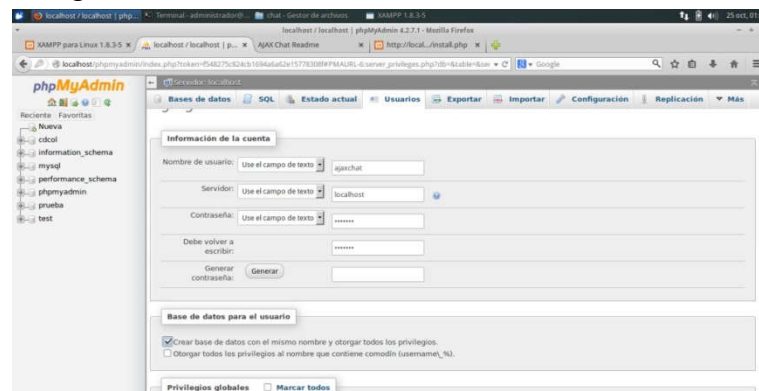 localhost / localhost | php...
Terminal - administrador@...
chat - Gestor de archivos
XAMPP 1.8.3-5
25 oct, 01:
localhost / localhost | phpMyAdmin 4.2.7.1 - Mozilla Firefox
XAMPP para Linux 1.8.3-5
localhost / localhost | p...
AJAX Chat Readme
http://local.../install.php
Google
phpMyAdmin
Reciente Favoritas
Nueva
cdcol
information_schema
mysql
performance_schema
phpmyadmin
prueba
test
Servidor: localhost
Bases de datos
SQL
Estado actual
Usuarios
Exportar
Importar
Configuración
Replicación
Más
Información de la cuenta
Nombre de usuario: Use el campo de texto ajaxchat
Servidor: Use el campo de texto localhost
Contraseña: Use el campo de texto •••••••
Debe volver a
escribir: •••••••
Generar
contraseña: Generar
Base de datos para el usuario
Crear base de datos con el mismo nombre y otorgar todos los privilegios.
Otorgar todos los privilegios al nombre que contiene comodín (username\_%).
Privilegios globales Marcar todos